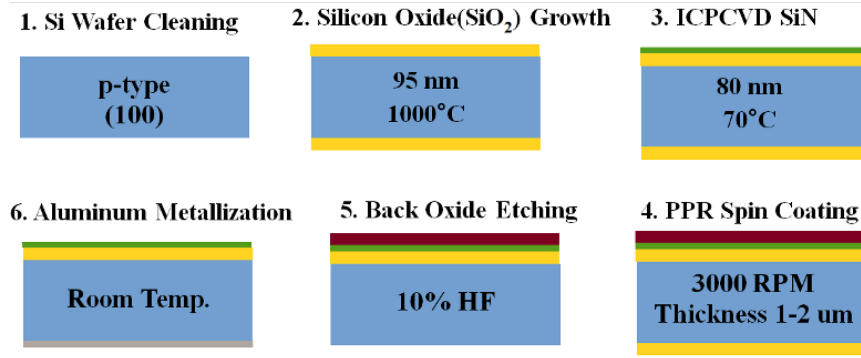 1. Si Wafer Cleaning
p-type
(100)
2. Silicon Oxide(SiO₂) Growth
95 nm
1000°C
3. ICPCVD SiN
80 nm
70°C
6. Aluminum Metallization
Room Temp.
5. Back Oxide Etching
10% HF
4. PPR Spin Coating
3000 RPM
Thickness 1-2 um